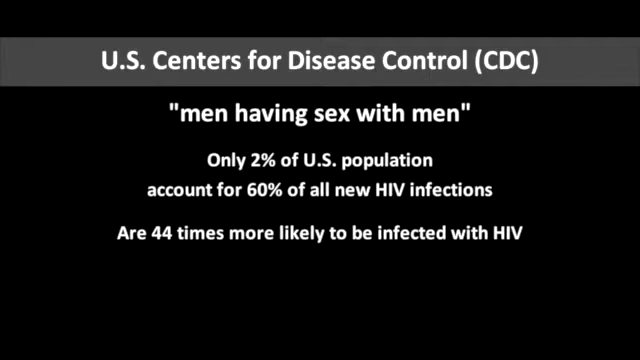 U.S. Centers for Disease Control (CDC)
"men having sex with men"
Only 2% of U.S. population
account for 60% of all new HIV infections
Are 44 times more likely to be infected with HIV